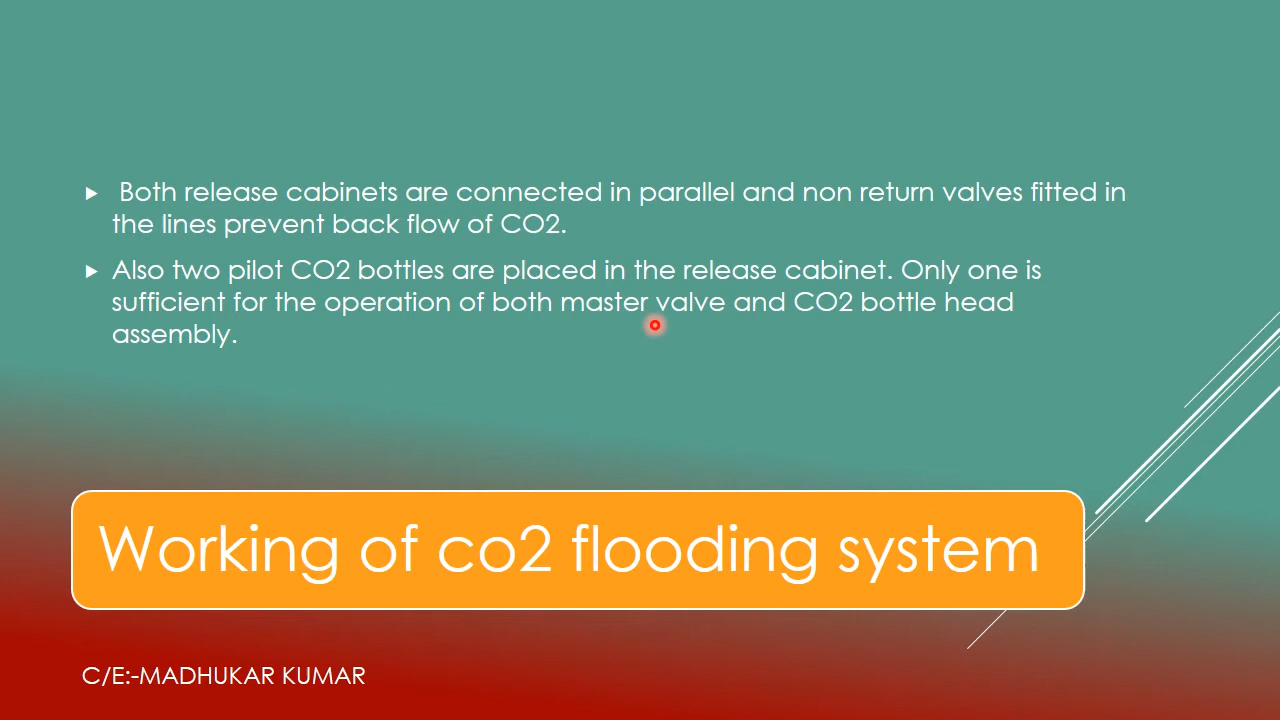 Both release cabinets are connected in parallel and non return valves fitted in
the lines prevent back flow of CO2.
Also two pilot CO2 bottles are placed in the release cabinet. Only one is
sufficient for the operation of both master valve and CO2 bottle head
assembly.
Working of co2 flooding system
C/E:-MADHUKAR KUMAR